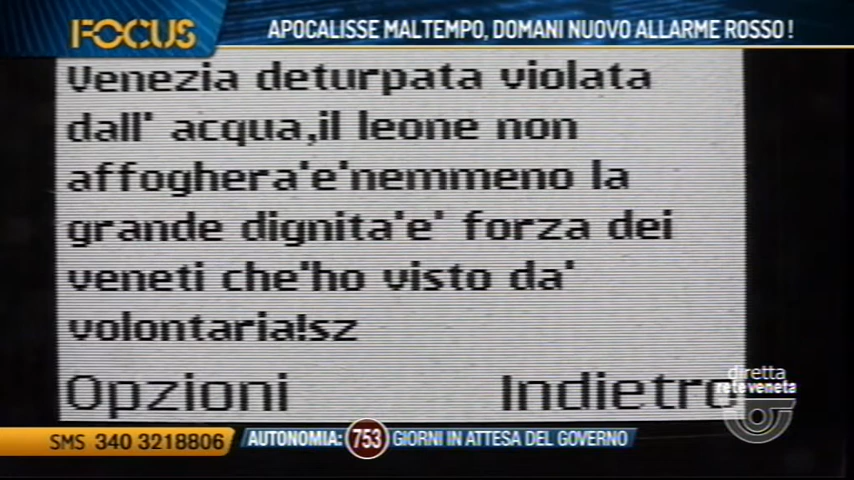 FOCUS
APOCALISSE MALTEMPO, DOMANI NUOVO ALLARME ROSSO!
Venezia deturpata violata
dall' acqua,il leone non
affoghera'e'nemmeno la
grande dignita'e' forza dei
veneti che'ho visto da'
volontaria!sz
Opzioni
Indietro
diretta
reteveneta
SMS 340 3218806
AUTONOMIA: 753 GIORNI IN ATTESA DEL GOVERNO